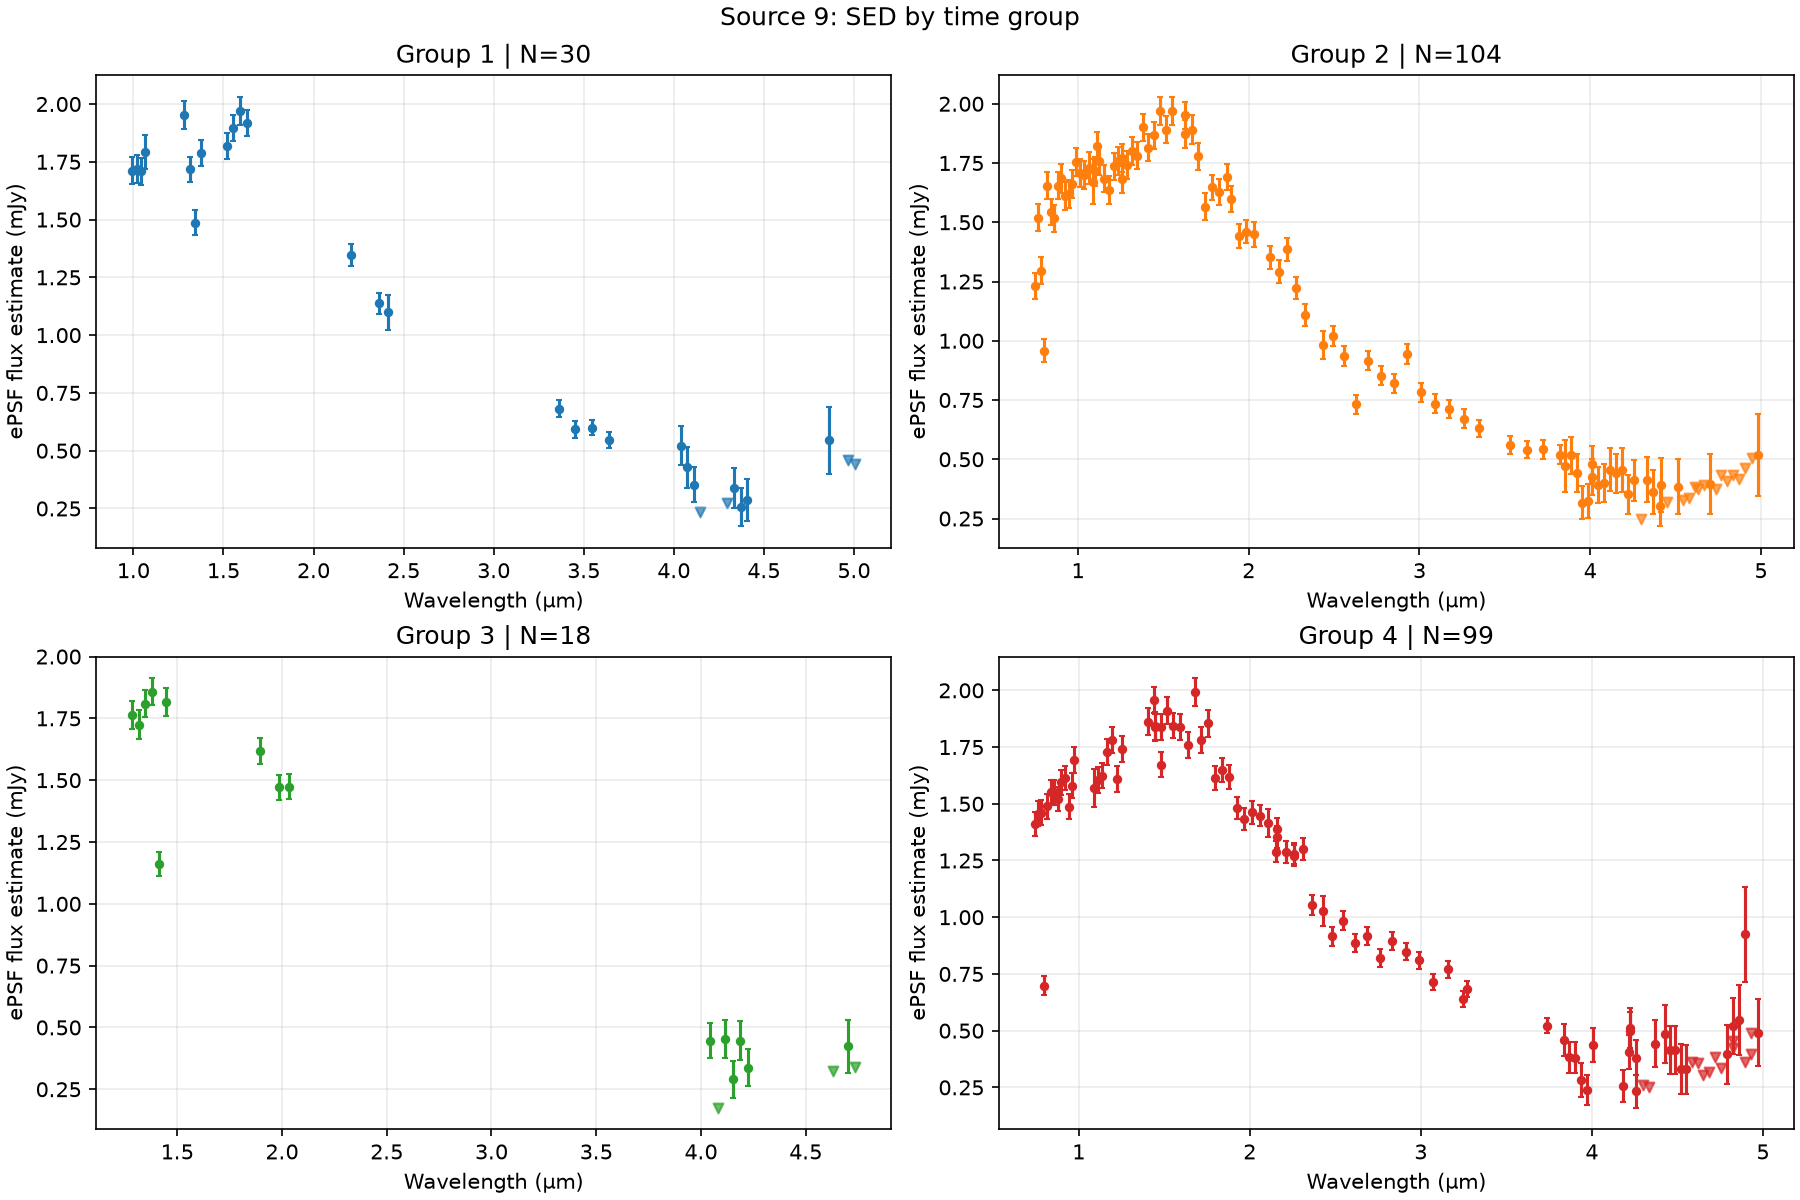 Source 9: SED by time group
Group 1 | N=30
ePSF flux estimate (mJy)
2.00
1.75
1.50
1.25
1.00
0.75
0.50
0.25
1.0 1.5 2.0 2.5 3.0 3.5 4.0 4.5 5.0
Wavelength (µm)
Group 2 | N=104
ePSF flux estimate (mJy)
2.00
1.75
1.50
1.25
1.00
0.75
0.50
0.25
1 2 3 4 5
Wavelength (µm)
Group 3 | N=18
ePSF flux estimate (mJy)
2.00
1.75
1.50
1.25
1.00
0.75
0.50
0.25
1.5 2.0 2.5 3.0 3.5 4.0 4.5
Wavelength (µm)
Group 4 | N=99
ePSF flux estimate (mJy)
2.00
1.75
1.50
1.25
1.00
0.75
0.50
0.25
1 2 3 4 5
Wavelength (µm)